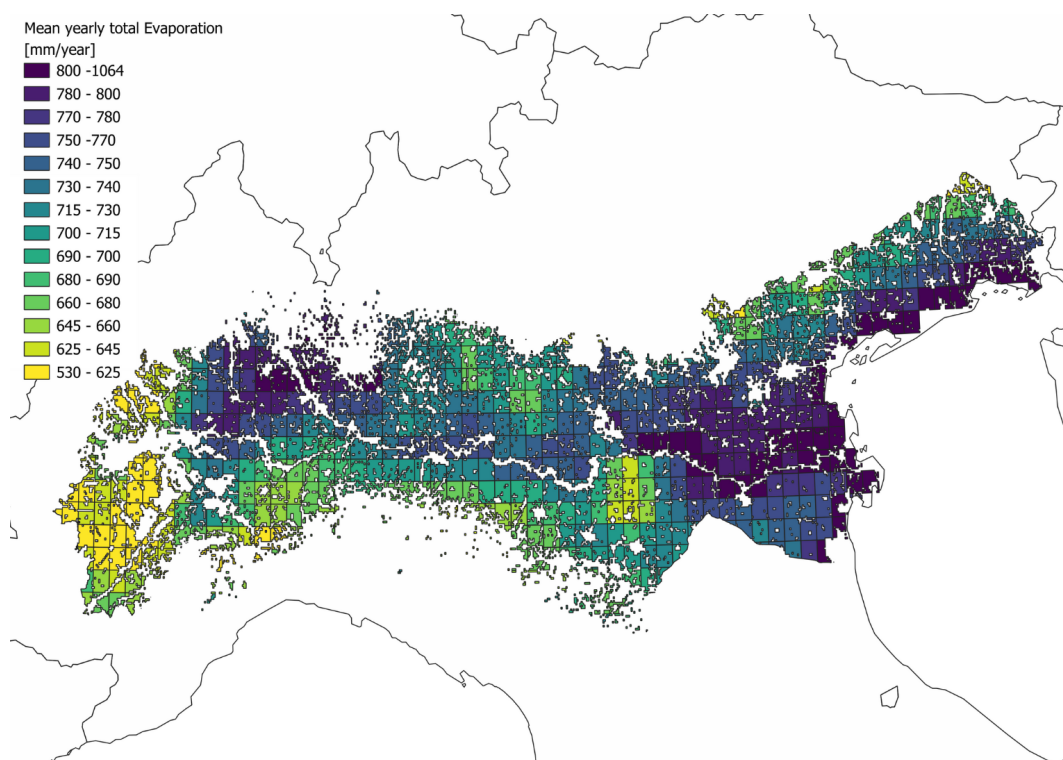 Mean yearly total Evaporation
[mm/year]
800 -1064
780 - 800
770 - 780
750 -770
740 - 750
730 - 740
715 - 730
700 - 715
690 - 700
680 - 690
660 - 680
645 - 660
625 - 645
530 - 625